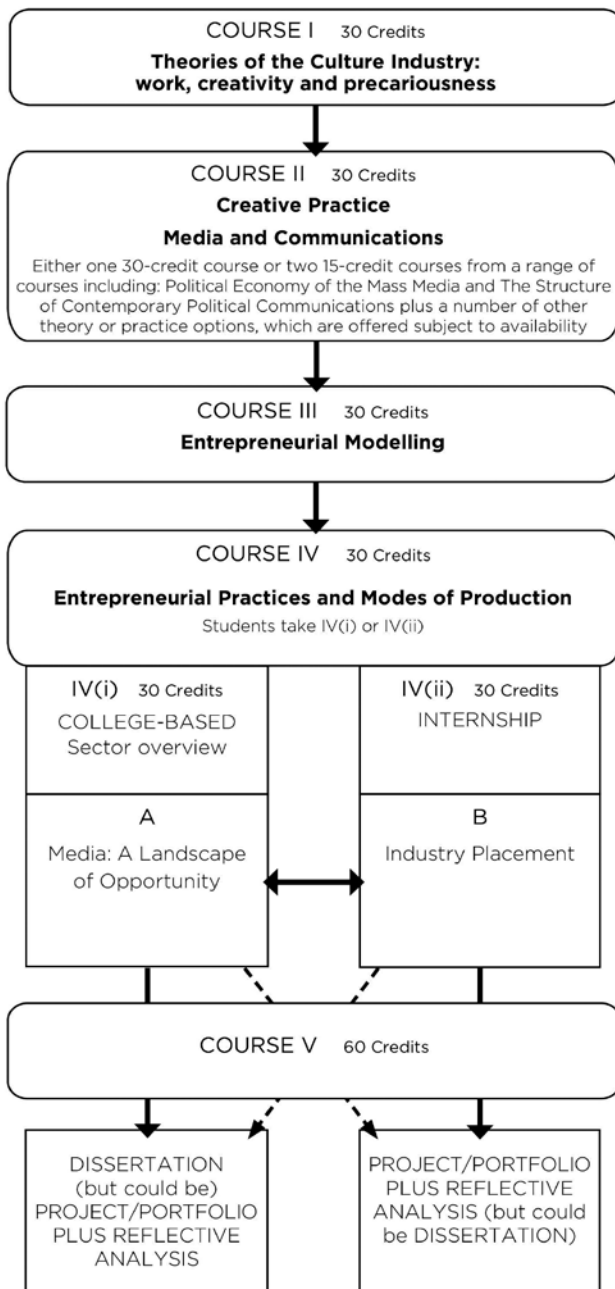 COURSE I 30 Credits
Theories of the Culture Industry:
work, creativity and precariousness
COURSE II 30 Credits
Creative Practice
Media and Communications
Either one 30-credit course or two 15-credit courses from a range of
courses including: Political Economy of the Mass Media and The Structure
of Contemporary Political Communications plus a number of other
theory or practice options, which are offered subject to availability
COURSE III 30 Credits
Entrepreneurial Modelling
COURSE IV 30 Credits
Entrepreneurial Practices and Modes of Production
Students take IV(i) or IV(ii)
IV(i) 30 Credits
COLLEGE-BASED
Sector overview
IV(ii) 30 Credits
INTERNSHIP
A
Media: A Landscape
of Opportunity
B
Industry Placement
COURSE V 60 Credits
DISSERTATION
(but could be)
PROJECT/PORTFOLIO
PLUS REFLECTIVE
ANALYSIS
PROJECT/PORTFOLIO
PLUS REFLECTIVE
ANALYSIS (but could
be DISSERTATION)